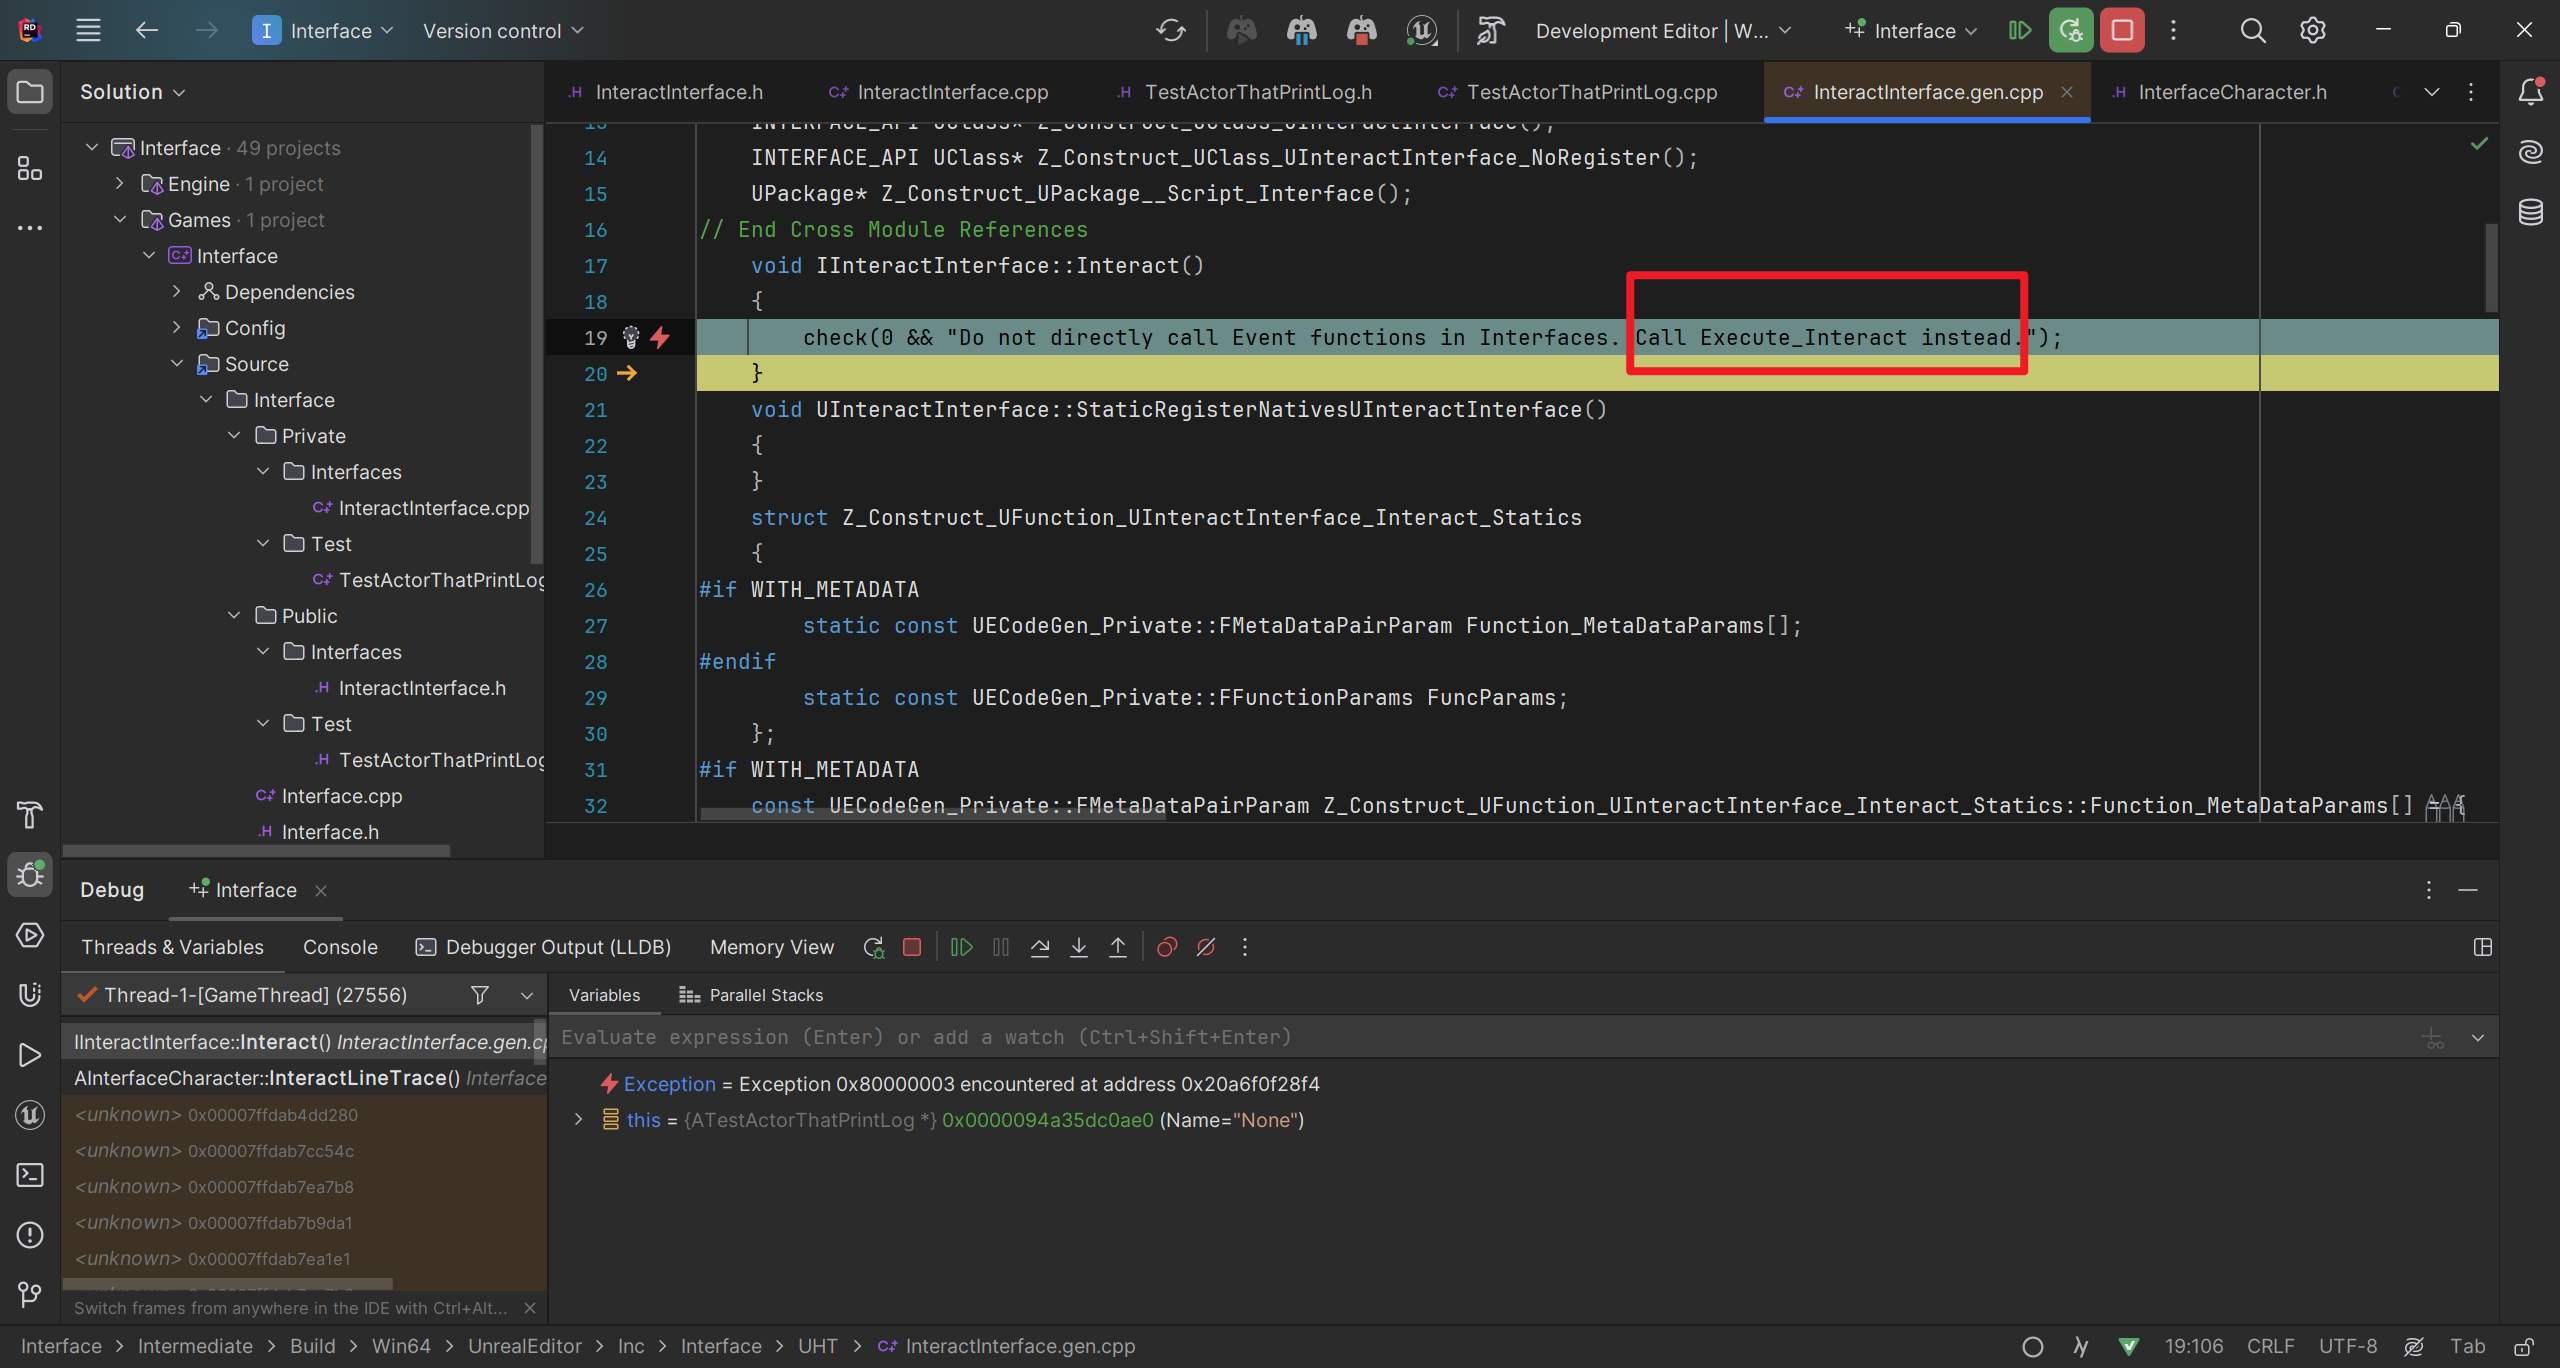 Interface
Version control
Development Editor | W...
Interface
Solution
InteractInterface.h
InteractInterface.cpp
TestActorThatPrintLog.h
TestActorThatPrintLog.cpp
InteractInterface.gen.cpp
InterfaceCharacter.h
Interface · 49 projects
Engine · 1 project
Games · 1 project
Interface
Dependencies
Config
Source
Interface
Private
Interfaces
InteractInterface.cpp
Test
TestActorThatPrintLog
Public
Interfaces
InteractInterface.h
Test
TestActorThatPrintLog
Interface.cpp
Interface.h
14 INTERFACE_API UClass* Z_Construct_UClass_UInteractInterface_NoRegister();
15 UPackage* Z_Construct_UPackage__Script_Interface();
16 // End Cross Module References
17 void IInteractInterface::Interact()
18 {
19 check(0 && "Do not directly call Event functions in Interfaces. Call Execute_Interact instead.");
20 }
21 void UInteractInterface::StaticRegisterNativesUInteractInterface()
22 {
23 }
24 struct Z_Construct_UFunction_UInteractInterface_Interact_Statics
25 {
26 #if WITH_METADATA
27 static const UECodeGen_Private::FMetaDataPairParam Function_MetaDataParams[];
28 #endif
29 static const UECodeGen_Private::FFunctionParams FuncParams;
30 };
31 #if WITH_METADATA
32 const UECodeGen_Private::FMetaDataPairParam Z_Construct_UFunction_UInteractInterface_Interact_Statics::Function_MetaDataParams[] = {
Debug
Interface
Threads & Variables
Console
Debugger Output (LLDB)
Memory View
Thread-1-[GameThread] (27556)
Variables
Parallel Stacks
IInteractInterface::Interact() InteractInterface.gen.cp
AInterfaceCharacter::InteractLineTrace() Interface
<unknown> 0x00007ffdab4dd280
<unknown> 0x00007ffdab7cc54c
<unknown> 0x00007ffdab7ea7b8
<unknown> 0x00007ffdab7b9da1
<unknown> 0x00007ffdab7ea1e1
Switch frames from anywhere in the IDE with Ctrl+Alt...
Evaluate expression (Enter) or add a watch (Ctrl+Shift+Enter)
Exception = Exception 0x80000003 encountered at address 0x20a6f0f28f4
this = {ATestActorThatPrintLog *} 0x0000094a35dc0ae0 (Name="None")
Interface > Intermediate > Build > Win64 > UnrealEditor > Inc > Interface > UHT > InteractInterface.gen.cpp
19:106 CRLF UTF-8 Tab